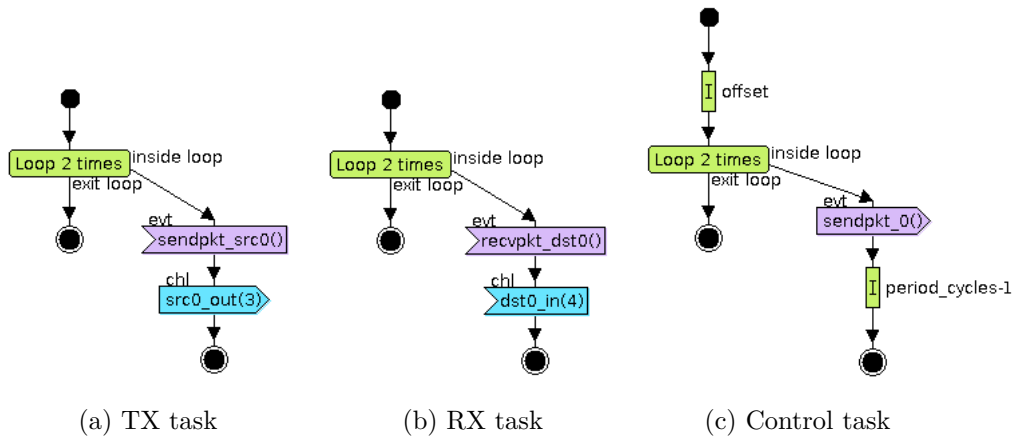 Loop 2 times
inside loop
exit loop
evt
sendpkt_src0()
chl
src0_out(3)
(a) TX task
Loop 2 times
inside loop
exit loop
evt
recvpkt_dst0()
chl
dst0_in(4)
(b) RX task
I
offset
Loop 2 times
inside loop
exit loop
evt
sendpkt_0()
I
period_cycles-1
(c) Control task